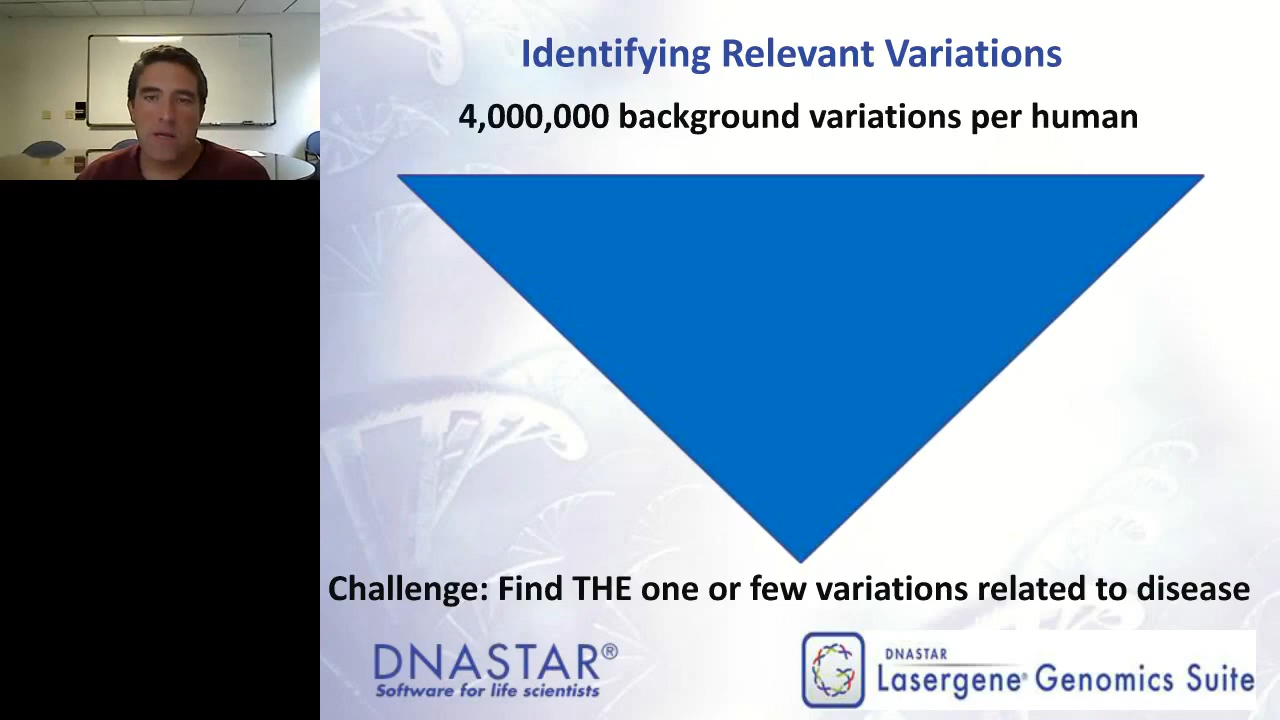 Identifying Relevant Variations
4,000,000 background variations per human
Challenge: Find THE one or few variations related to disease
DNASTAR®
Software for life scientists
DNASTAR
Lasergene® Genomics Suite